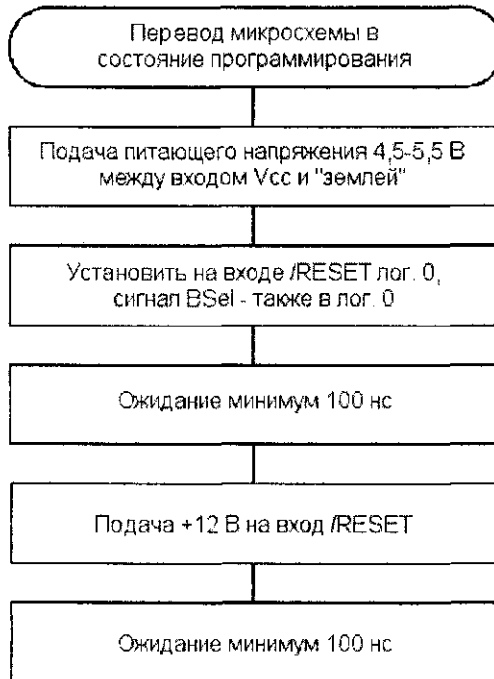 Перевод микросхемы в
состояние программирования
Подача питающего напряжения 4,5-5,5 В
между входом Vcc и "землей"
Установить на входе /RESET лог. 0,
сигнал BSel - также в лог. 0
Ожидание минимум 100 нс
Подача +12 В на вход /RESET
Ожидание минимум 100 нс